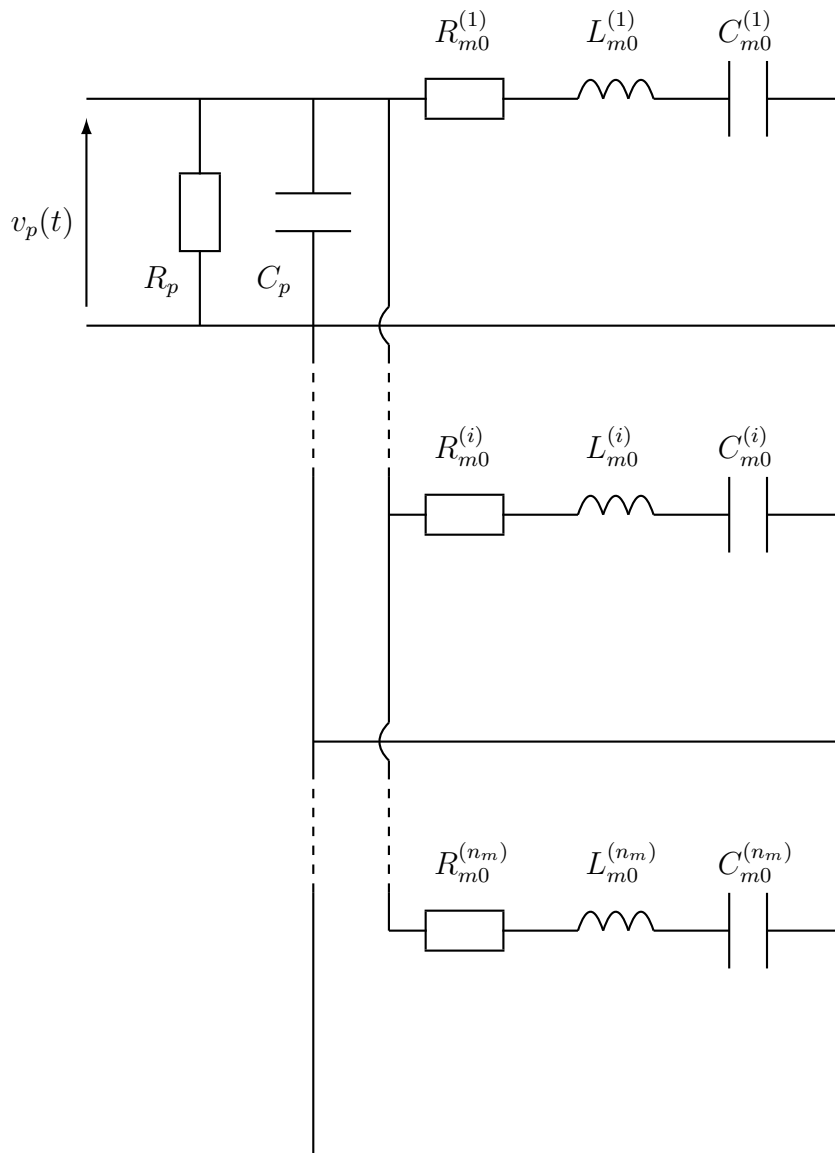 $R_{m0}^{(1)}$ $L_{m0}^{(1)}$ $C_{m0}^{(1)}$
$v_p(t)$
$R_p$ $C_p$
$R_{m0}^{(i)}$ $L_{m0}^{(i)}$ $C_{m0}^{(i)}$
$R_{m0}^{(n_m)}$ $L_{m0}^{(n_m)}$ $C_{m0}^{(n_m)}$